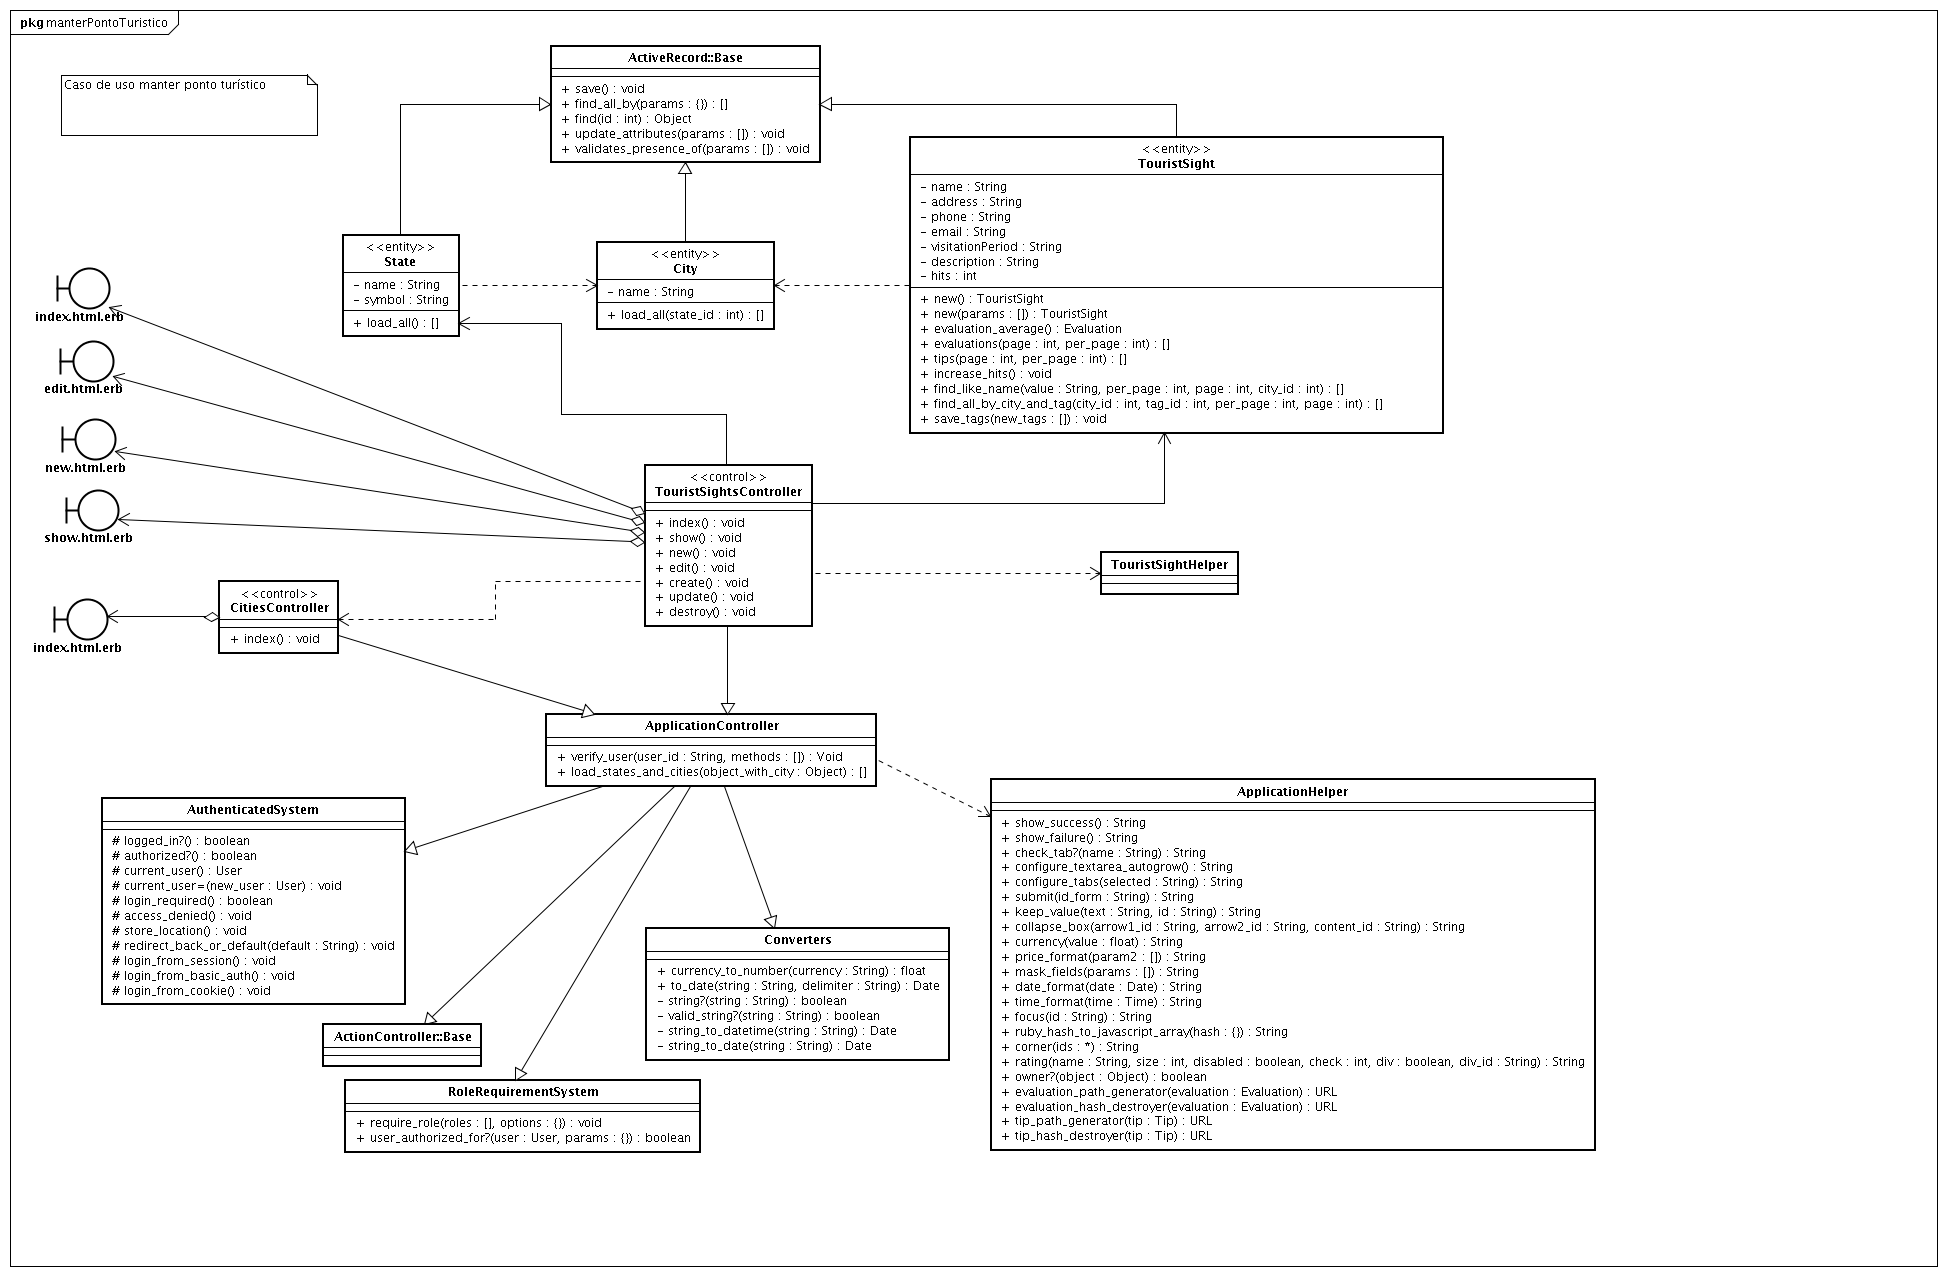 pkg manterPontoTuristico
Caso de uso manter ponto turístico
ActiveRecord::Base
+ save() : void
+ find_all_by(params : {}) : []
+ find(id : int) : Object
+ update_attributes(params : []) : void
+ validates_presence_of(params : []) : void
<<entity>>
TouristSight
- name : String
- address : String
- phone : String
- email : String
- visitationPeriod : String
- description : String
- hits : int
+ new() : TouristSight
+ new(params : []) : TouristSight
+ evaluation_average() : Evaluation
+ evaluations(page : int, per_page : int) : []
+ tips(page : int, per_page : int) : []
+ increase_hits() : void
+ find_like_name(value : String, per_page : int, page : int, city_id : int) : []
+ find_all_by_city_and_tag(city_id : int, tag_id : int, per_page : int, page : int) : []
+ save_tags(new_tags : []) : void
<<entity>>
State
- name : String
- symbol : String
+ load_all() : []
<<entity>>
City
- name : String
+ load_all(state_id : int) : []
index.html.erb
edit.html.erb
new.html.erb
show.html.erb
<<control>>
TouristSightsController
+ index() : void
+ show() : void
+ new() : void
+ edit() : void
+ create() : void
+ update() : void
+ destroy() : void
TouristSightHelper
<<control>>
CitiesController
+ index() : void
index.html.erb
ApplicationController
+ verify_user(user_id : String, methods : []) : Void
+ load_states_and_cities(object_with_city : Object) : []
AuthenticatedSystem
# logged_in?() : boolean
# authorized?() : boolean
# current_user() : User
# current_user=(new_user : User) : void
# login_required() : boolean
# access_denied() : void
# store_location() : void
# redirect_back_or_default(default : String) : void
# login_from_session() : void
# login_from_basic_auth() : void
# login_from_cookie() : void
ApplicationHelper
+ show_success() : String
+ show_failure() : String
+ check_tab?(name : String) : String
+ configure_textarea_autogrow() : String
+ configure_tabs(selected : String) : String
+ submit(id_form : String) : String
+ keep_value(text : String, id : String) : String
+ collapse_box(arrow1_id : String, arrow2_id : String, content_id : String) : String
+ currency(value : float) : String
+ price_format(param2 : []) : String
+ mask_fields(params : []) : String
+ date_format(date : Date) : String
+ time_format(time : Time) : String
+ focus(id : String) : String
+ ruby_hash_to_javascript_array(hash : {}) : String
+ corner(ids : *) : String
+ rating(name : String, size : int, disabled : boolean, check : int, div : boolean, div_id : String) : String
+ owner?(object : Object) : boolean
+ evaluation_path_generator(evaluation : Evaluation) : URL
+ evaluation_hash_destroyer(evaluation : Evaluation) : URL
+ tip_path_generator(tip : Tip) : URL
+ tip_hash_destroyer(tip : Tip) : URL
Converters
+ currency_to_number(currency : String) : float
+ to_date(string : String, delimiter : String) : Date
- string?(string : String) : boolean
- valid_string?(string : String) : boolean
- string_to_datetime(string : String) : Date
- string_to_date(string : String) : Date
ActionController::Base
RoleRequirementSystem
+ require_role(roles : [], options : {}) : void
+ user_authorized_for?(user : User, params : {}) : boolean